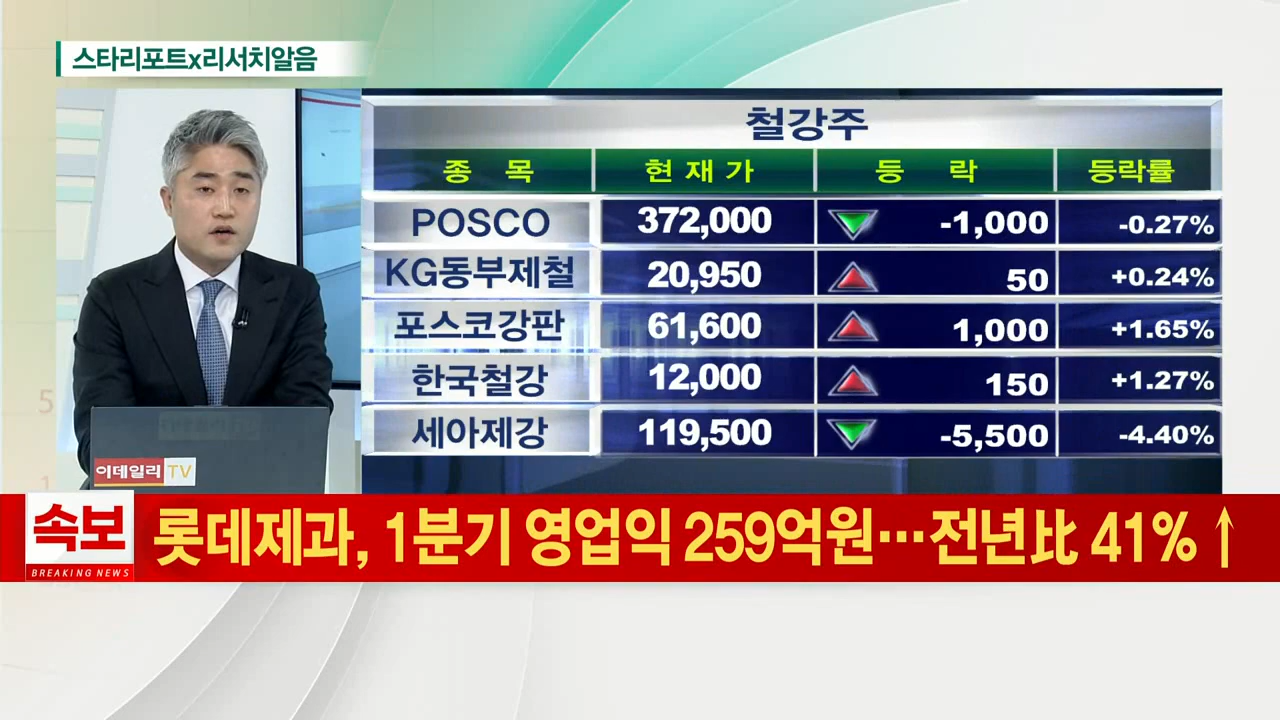 스타리포트x리서치알음
철강주
종 목 현재가 등 락 등락률
POSCO 372,000 -1,000 -0.27%
KG동부제철 20,950 50 +0.24%
포스코강판 61,600 1,000 +1.65%
한국철강 12,000 150 +1.27%
세아제강 119,500 -5,500 -4.40%
이데일리TV
속보 롯데제과, 1분기 영업익 259억원…전년比 41%↑
BREAKING NEWS
5
1